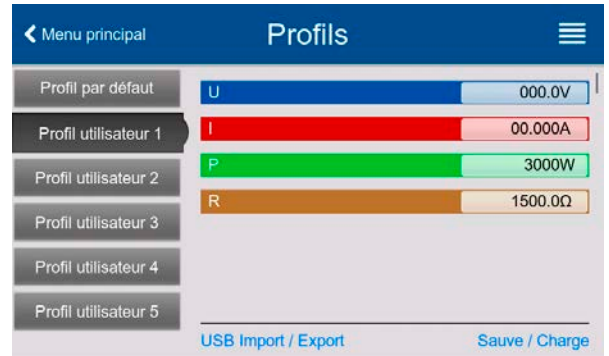 Menu principal
Profils
Profil par défaut
Profil utilisateur 1
Profil utilisateur 2
Profil utilisateur 3
Profil utilisateur 4
Profil utilisateur 5
U 000.0V
I 00.000A
P 3000W
R 1500.0Ω
USB Import / Export
Sauve / Charge